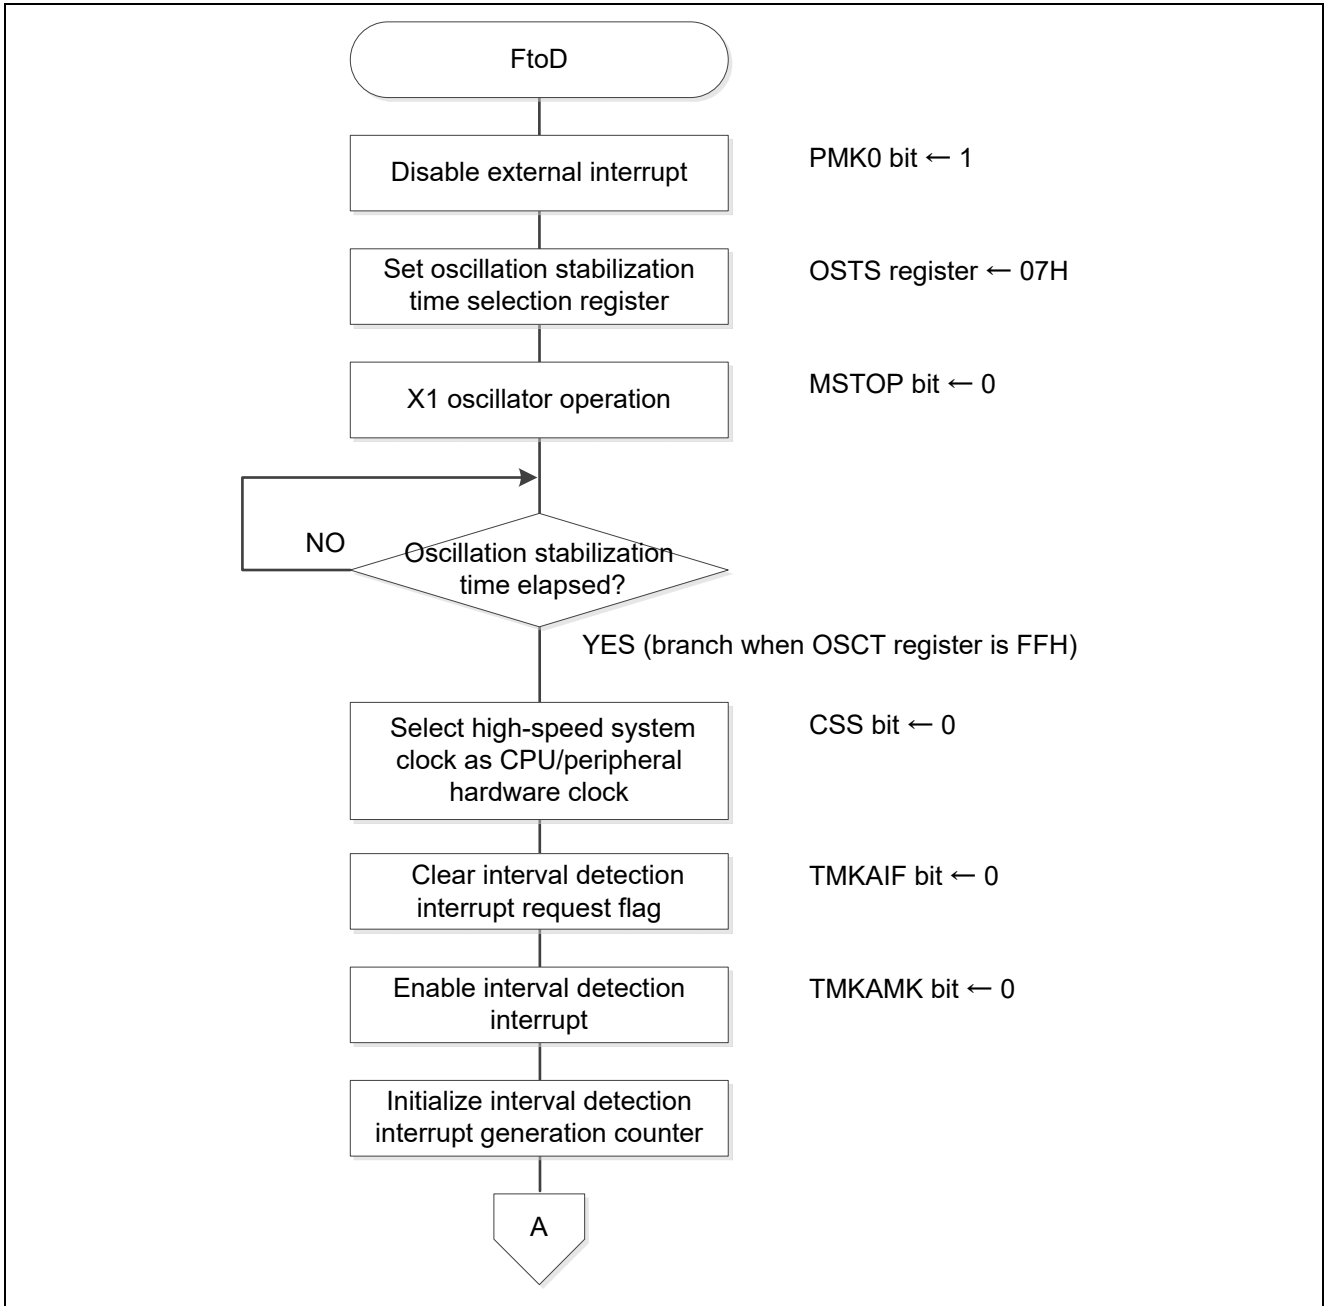 FtoD
Disable external interrupt
PMK0 bit ← 1
Set oscillation stabilization
time selection register
OSTS register ← 07H
X1 oscillator operation
MSTOP bit ← 0
NO
Oscillation stabilization
time elapsed?
YES (branch when OSCT register is FFH)
Select high-speed system
clock as CPU/peripheral
hardware clock
CSS bit ← 0
Clear interval detection
interrupt request flag
TMKAIF bit ← 0
Enable interval detection
interrupt
TMKAMK bit ← 0
Initialize interval detection
interrupt generation counter
A